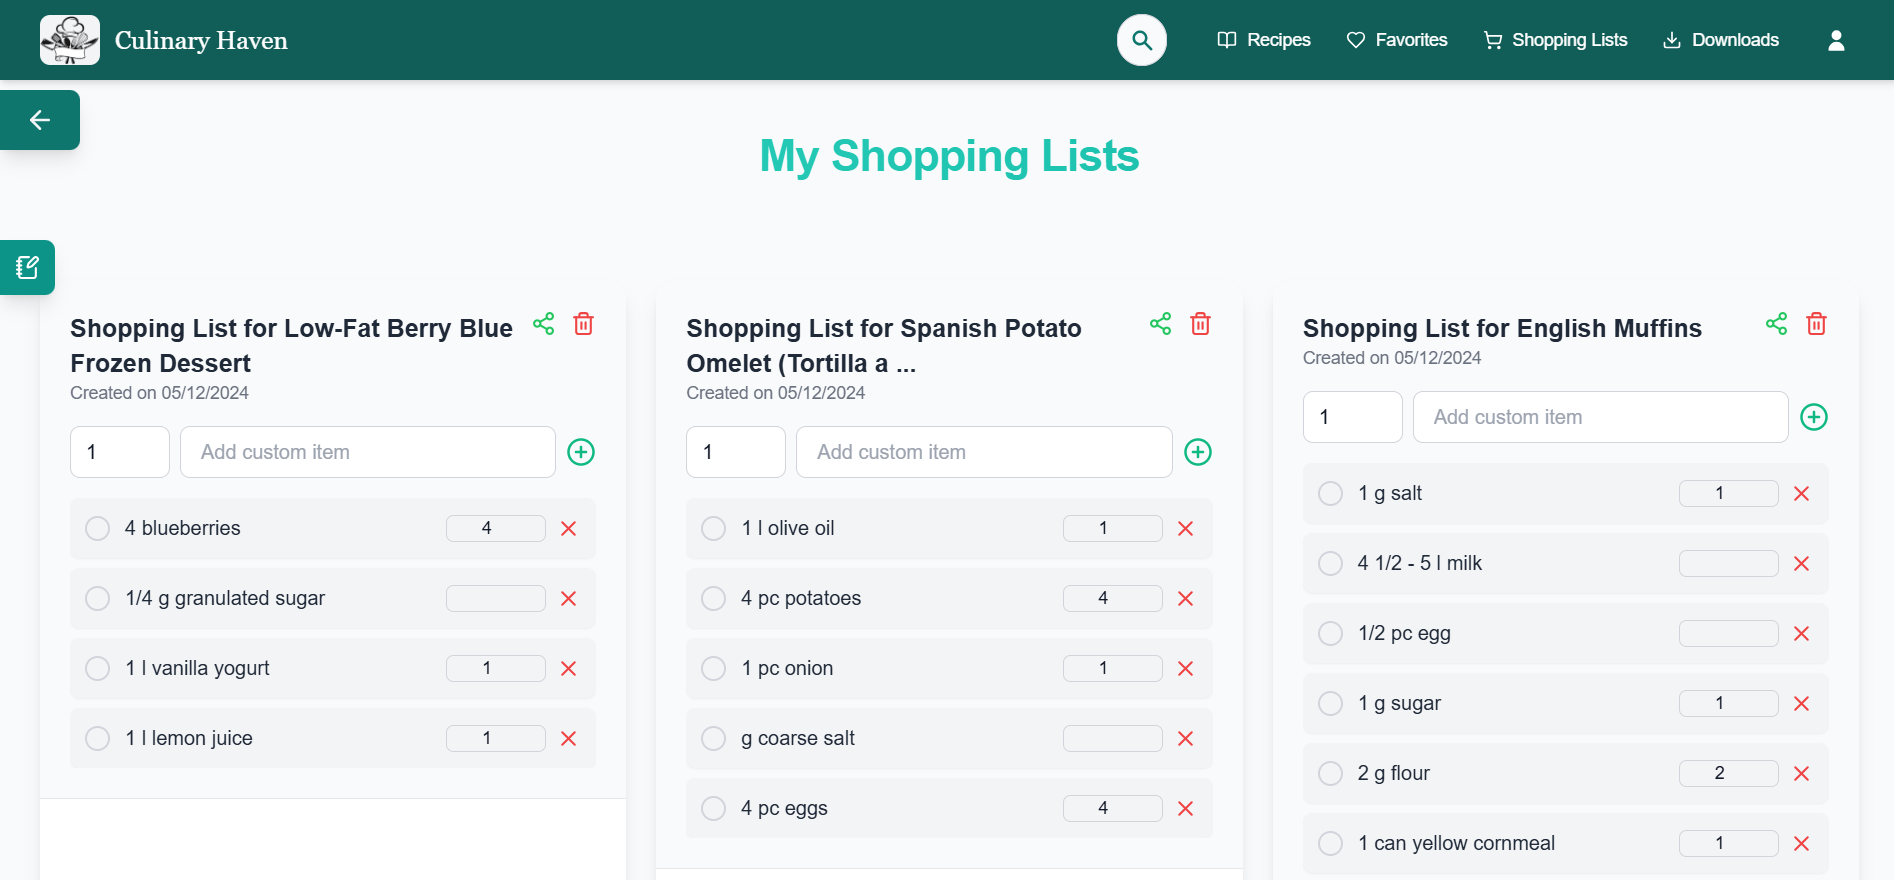 Culinary Haven
Recipes
Favorites
Shopping Lists
Downloads
My Shopping Lists
Shopping List for Low-Fat Berry Blue
Frozen Dessert
Created on 05/12/2024
1
Add custom item
4 blueberries
4
1/4 g granulated sugar
1 l vanilla yogurt
1
1 l lemon juice
1
Shopping List for Spanish Potato
Omelet (Tortilla a ...
Created on 05/12/2024
1
Add custom item
1 l olive oil
1
4 pc potatoes
4
1 pc onion
1
g coarse salt
4 pc eggs
4
Shopping List for English Muffins
Created on 05/12/2024
1
Add custom item
1 g salt
1
4 1/2 - 5 l milk
1/2 pc egg
1 g sugar
1
2 g flour
2
1 can yellow cornmeal
1